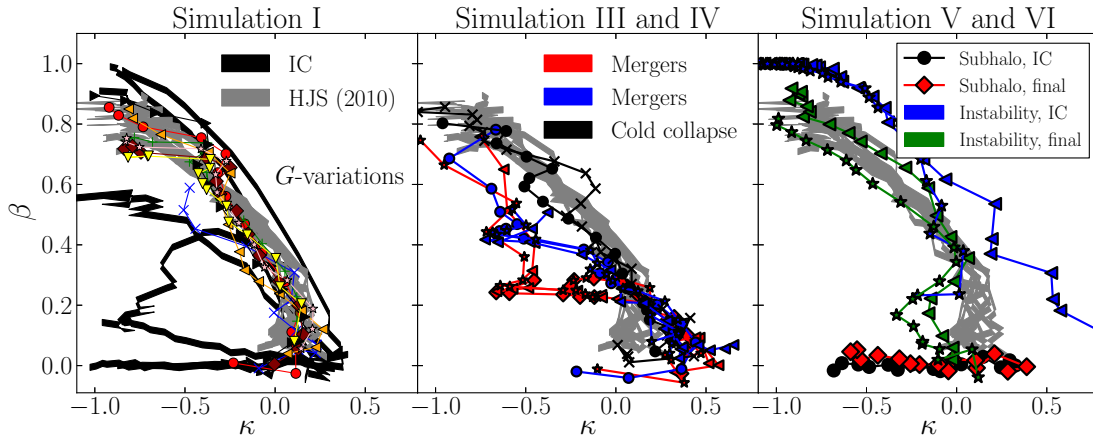 Simulation I
Simulation III and IV
Simulation V and VI
β
1.0
0.8
0.6
0.4
0.2
0.0
IC
HJS (2010)
G-variations
Mergers
Mergers
Cold collapse
Subhalo, IC
Subhalo, final
Instability, IC
Instability, final
−1.0 −0.5 0.0 0.5
−1.0 −0.5 0.0 0.5
−1.0 −0.5 0.0 0.5
κ
κ
κ